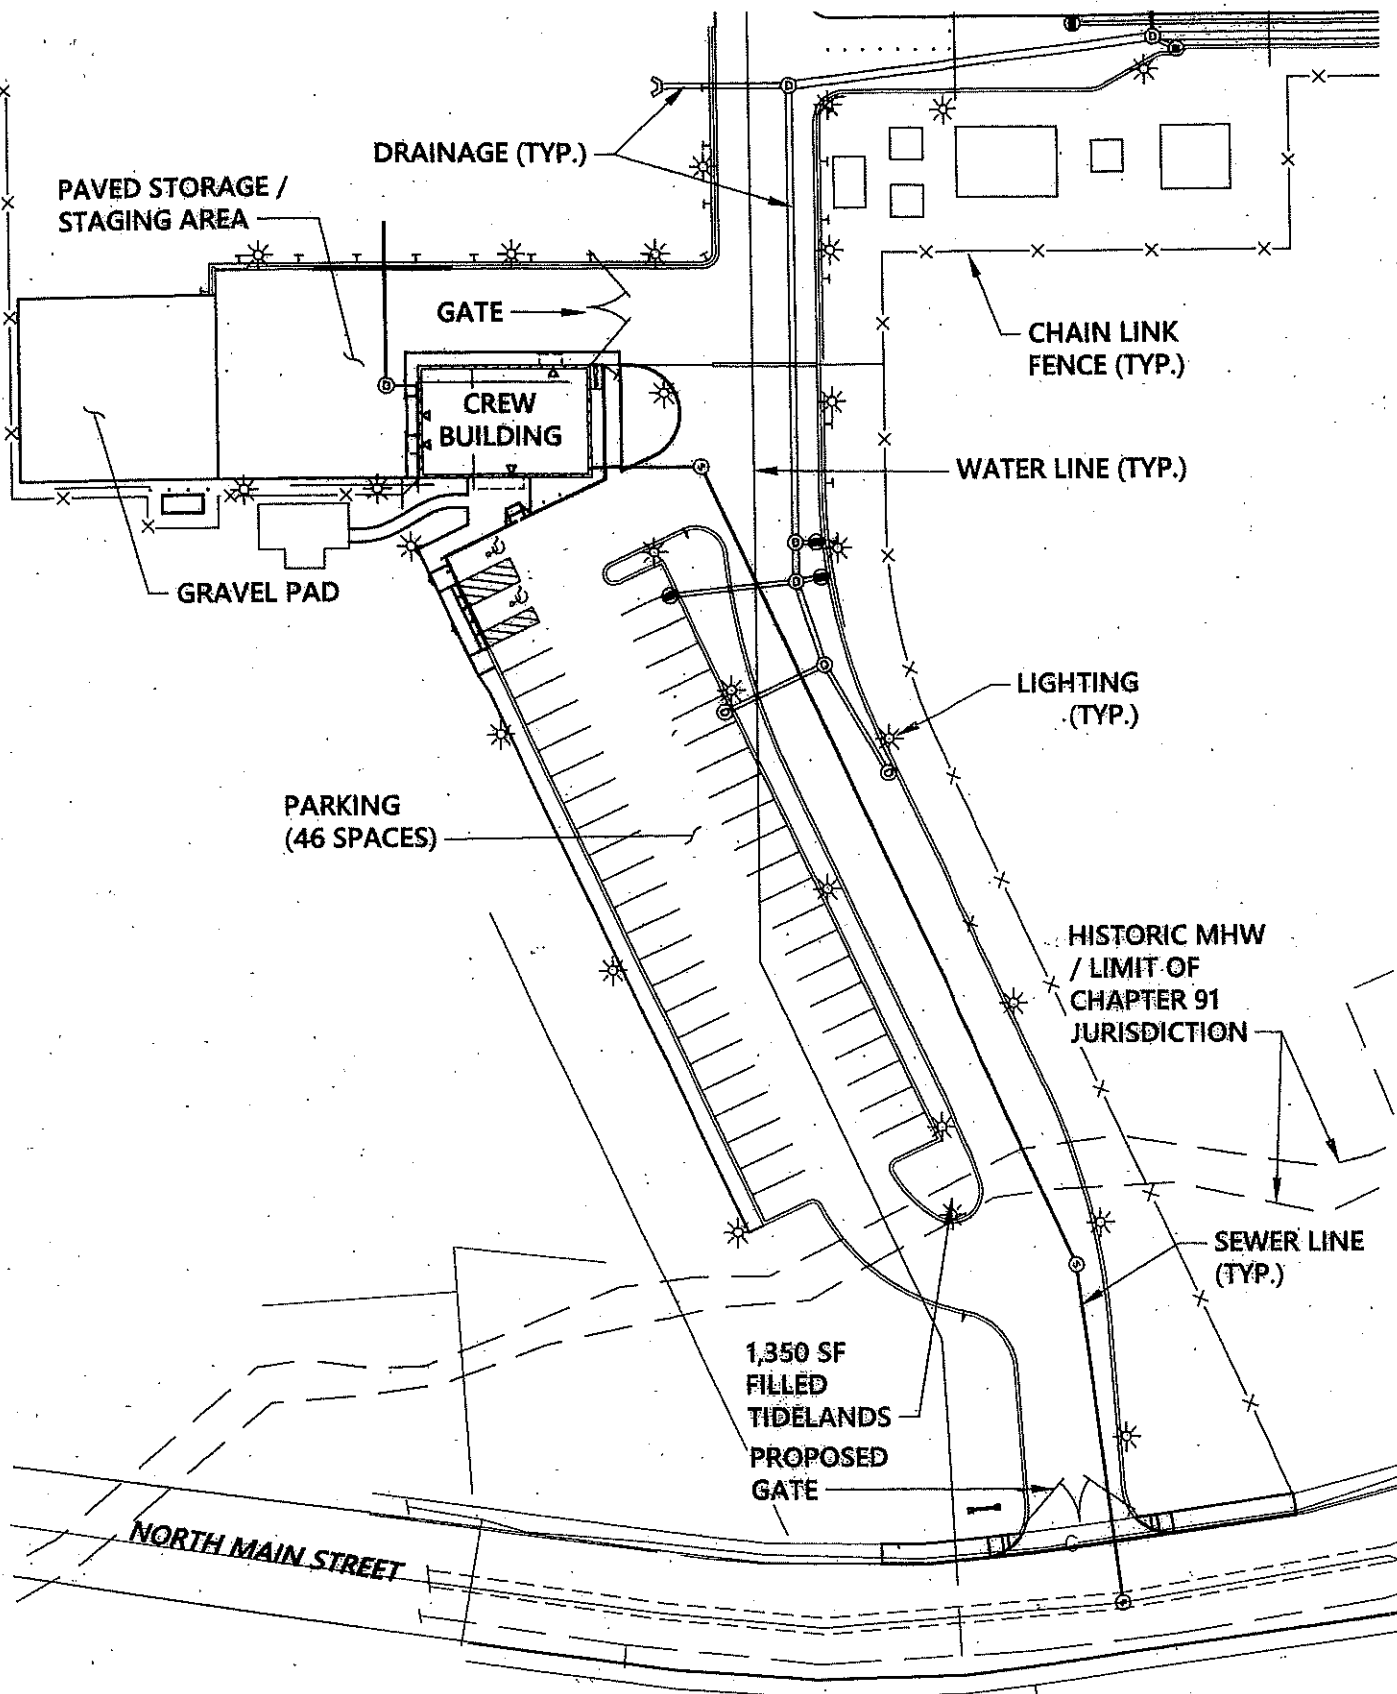 DRAINAGE (TYP.)
PAVED STORAGE /
STAGING AREA
GATE
CHAIN LINK
FENCE (TYP.)
CREW
BUILDING
WATER LINE (TYP.)
GRAVEL PAD
LIGHTING
(TYP.)
PARKING
(46 SPACES)
HISTORIC MHW
/ LIMIT OF
CHAPTER 91
JURISDICTION
SEWER LINE
(TYP.)
1,350 SF
FILLED
TIDELANDS
PROPOSED
GATE
NORTH MAIN STREET